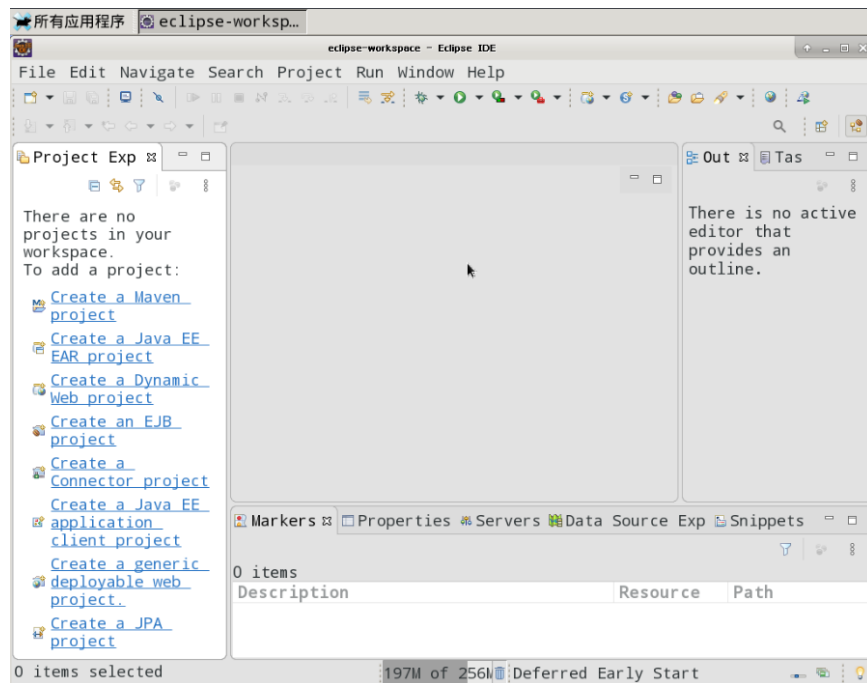 所有应用程序 eclipse-worksp…
eclipse-workspace - Eclipse IDE
File Edit Navigate Search Project Run Window Help
Project Exp
There are no
projects in your
workspace.
To add a project:
Create a Maven
project
Create a Java EE
EAR project
Create a Dynamic
Web project
Create an EJB
project
Create a
Connector project
Create a Java EE
application
client project
Create a generic
deployable web
project.
Create a JPA
project
Out Tas
There is no active
editor that
provides an
outline.
Markers Properties Servers Data Source Exp Snippets
0 items
Description Resource Path
0 items selected 197M of 256M Deferred Early Start